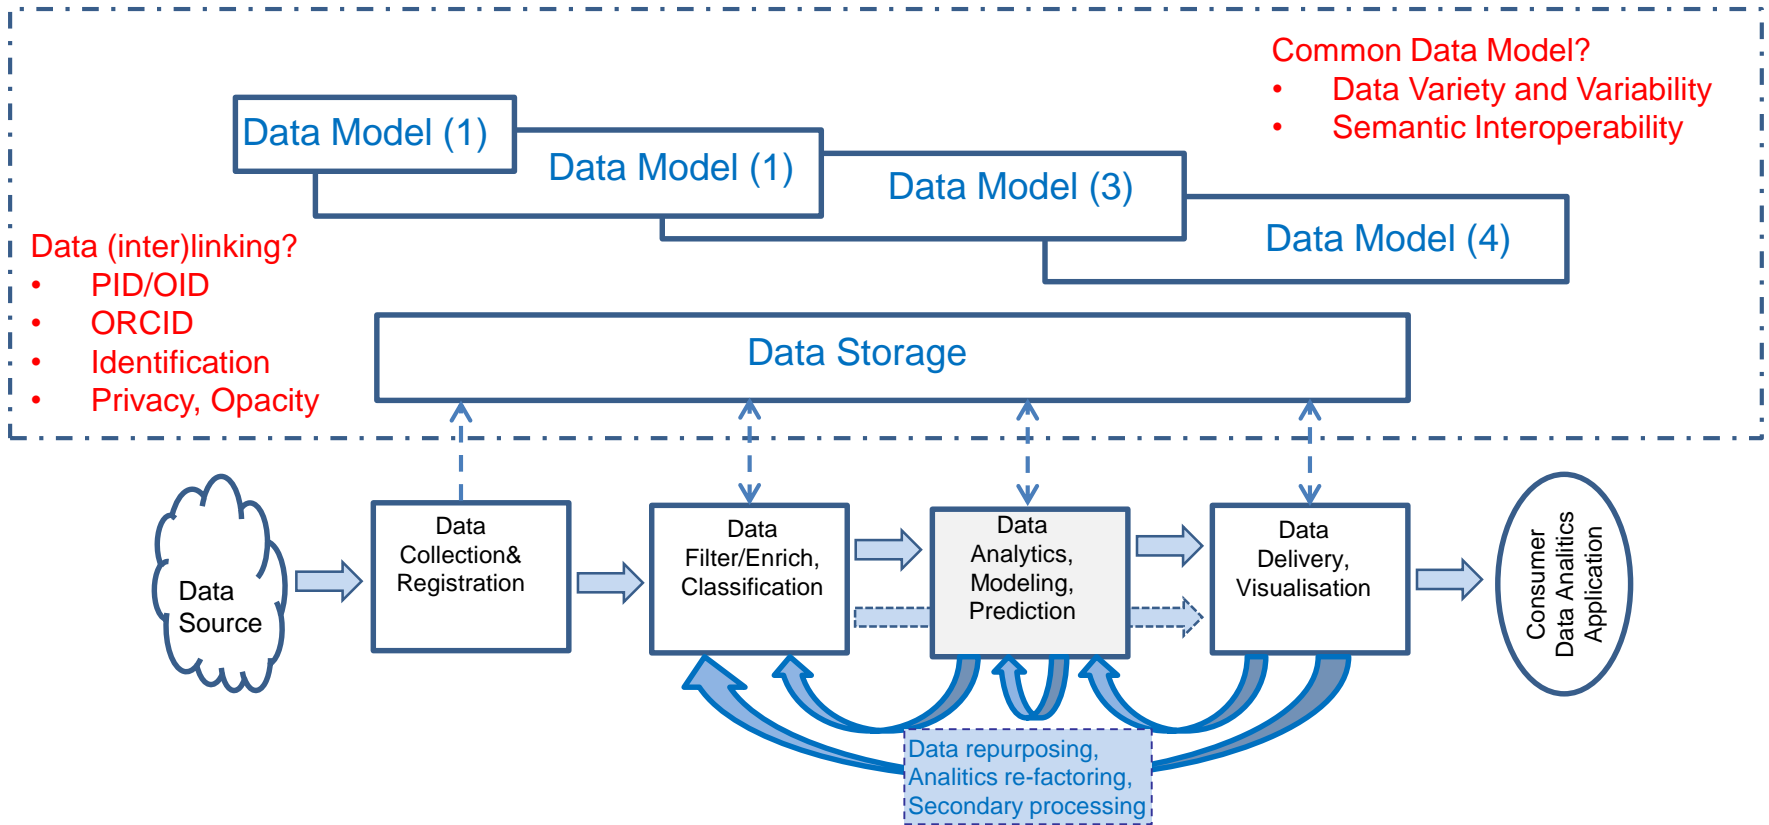 Common Data Model?
• Data Variety and Variability
• Semantic Interoperability
Data Model (1)
Data Model (1)
Data Model (3)
Data Model (4)
Data (inter)linking?
• PID/OID
• ORCID
• Identification
• Privacy, Opacity
Data Storage
Data
Source
Data
Collection&
Registration
Data
Filter/Enrich,
Classification
Data
Analytics,
Modeling,
Prediction
Data
Delivery,
Visualisation
Consumer
Data Analitics
Application
Data repurposing,
Analitics re-factoring,
Secondary processing